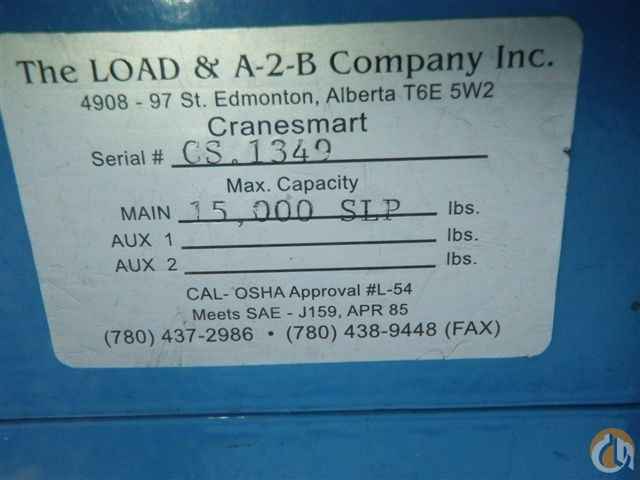 The LOAD & A-2-B Company Inc.
4908 - 97 St. Edmonton, Alberta T6E 5W2
Cranesmart
Serial # CS.1349
Max. Capacity
MAIN 15,000 SLP lbs.
AUX 1 lbs.
AUX 2 lbs.
CAL- OSHA Approval #L-54
Meets SAE - J159, APR 85
(780) 437-2986 • (780) 438-9448 (FAX)